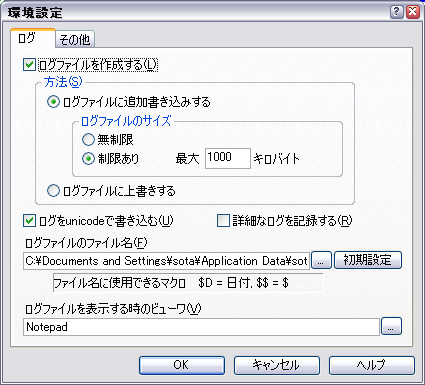 環境設定
ログ
その他
ログファイルを作成する(L)
方法(S)
ログファイルに追加書き込みする
ログファイルのサイズ
無制限
制限あり 最大 1000 キロバイト
ログファイルに上書きする
ログをunicodeで書き込む(U) 詳細なログを記録する(R)
ログファイルのファイル名(F)
C:¥Documents and Settings¥sota¥Application Data¥sot ... 初期設定
ファイル名に使用できるマクロ $D = 日付, $$ = $
ログファイルを表示する時のビューワ(V)
Notepad ...
OK キャンセル ヘルプ